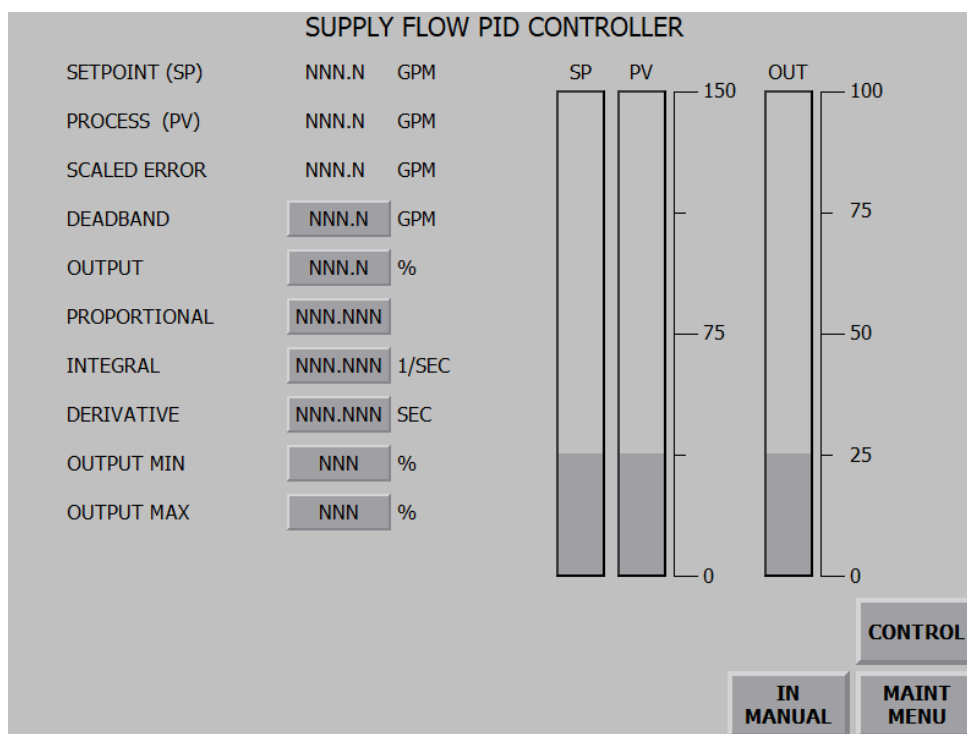 SUPPLY FLOW PID CONTROLLER
SETPOINT (SP) NNN.N GPM
PROCESS (PV) NNN.N GPM
SCALED ERROR NNN.N GPM
DEADBAND NNN.N GPM
OUTPUT NNN.N %
PROPORTIONAL NNN.NNN
INTEGRAL NNN.NNN 1/SEC
DERIVATIVE NNN.NNN SEC
OUTPUT MIN NNN %
OUTPUT MAX NNN %
SP PV OUT
150 100
75
75 50
25
0 0
CONTROL
IN
MANUAL
MAINT
MENU